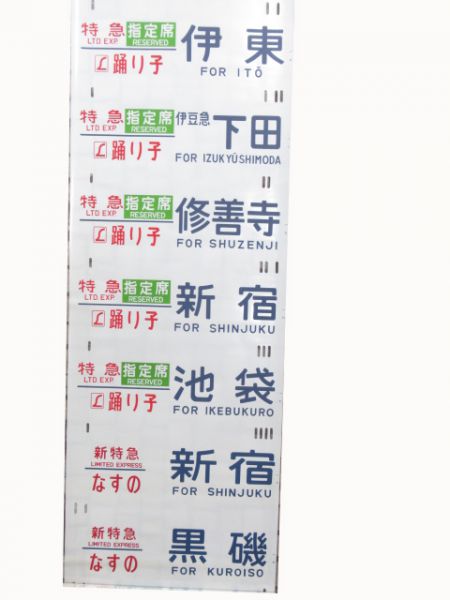 特急 指定席 伊東
LTD EXP. RESERVED
L踊り子 FOR ITŌ
特急 指定席 伊豆急下田
LTD EXP. RESERVED
L踊り子 FOR IZUKYŪSHIMODA
特急 指定席 修善寺
LTD EXP. RESERVED
L踊り子 FOR SHUZENJI
特急 指定席 新宿
LTD EXP. RESERVED
L踊り子 FOR SHINJUKU
特急 指定席 池袋
LTD EXP. RESERVED
L踊り子 FOR IKEBUKURO
新特急 新宿
LIMITED EXPRESS
なすの FOR SHINJUKU
新特急 黒磯
LIMITED EXPRESS
なすの FOR KUROISO